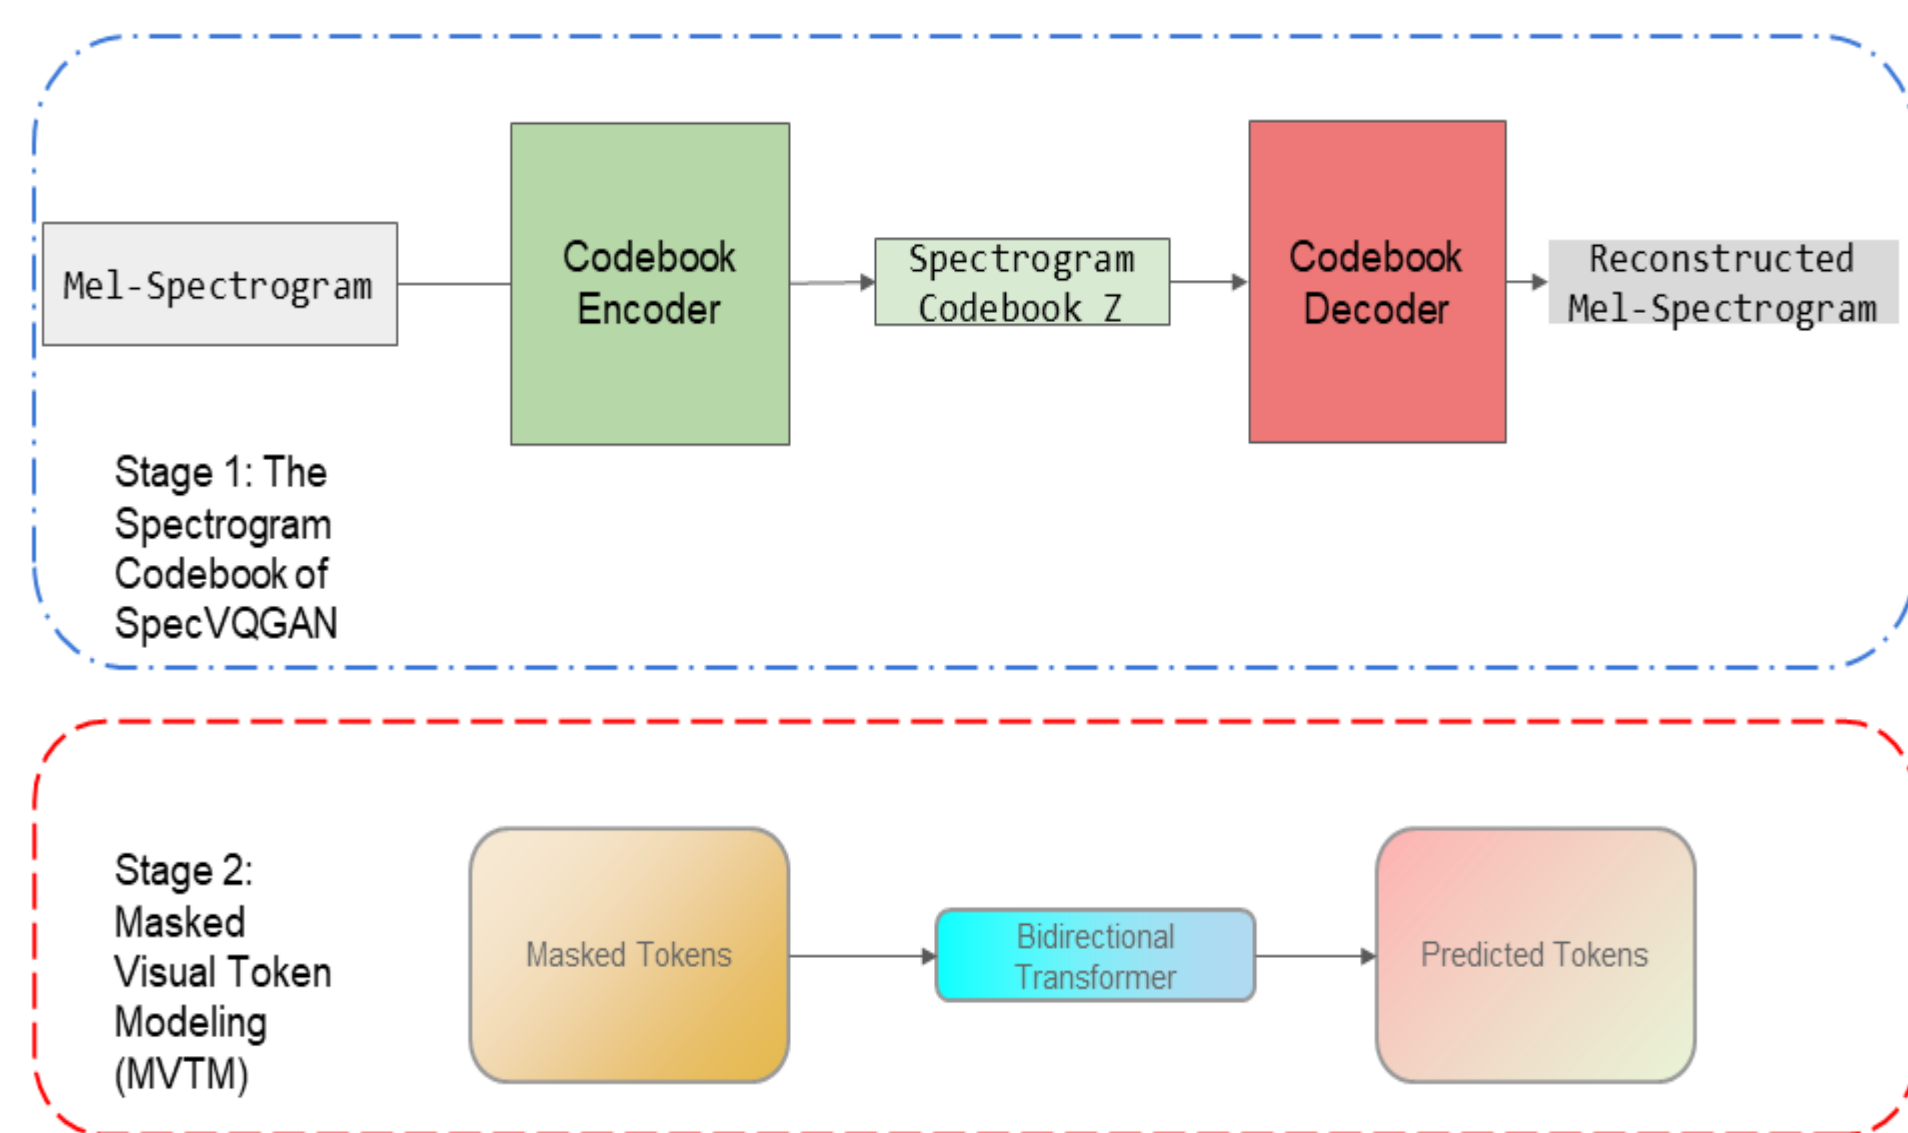 Mel-Spectrogram
Codebook
Encoder
Spectrogram
Codebook Z
Codebook
Decoder
Reconstructed
Mel-Spectrogram
Stage 1: The
Spectrogram
Codebook of
SpecVQGAN
Stage 2:
Masked
Visual Token
Modeling
(MVTM)
Masked Tokens
Bidirectional
Transformer
Predicted Tokens